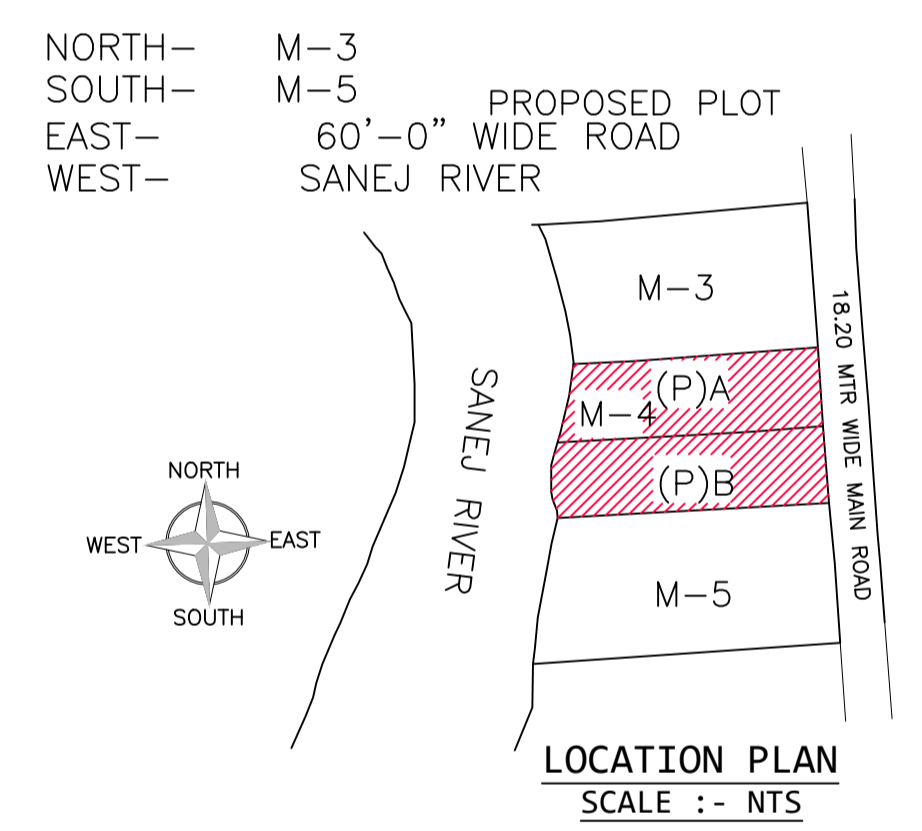 NORTH- M-3
SOUTH- M-5
PROPOSED PLOT
EAST- 60'-0" WIDE ROAD
WEST- SANEJ RIVER
M-3
18.20 MTR WIDE MAIN ROAD
SANEJ RIVER
(P)A
M-4
(P)B
NORTH
WEST
EAST
SOUTH
M-5
LOCATION PLAN
SCALE :- NTS